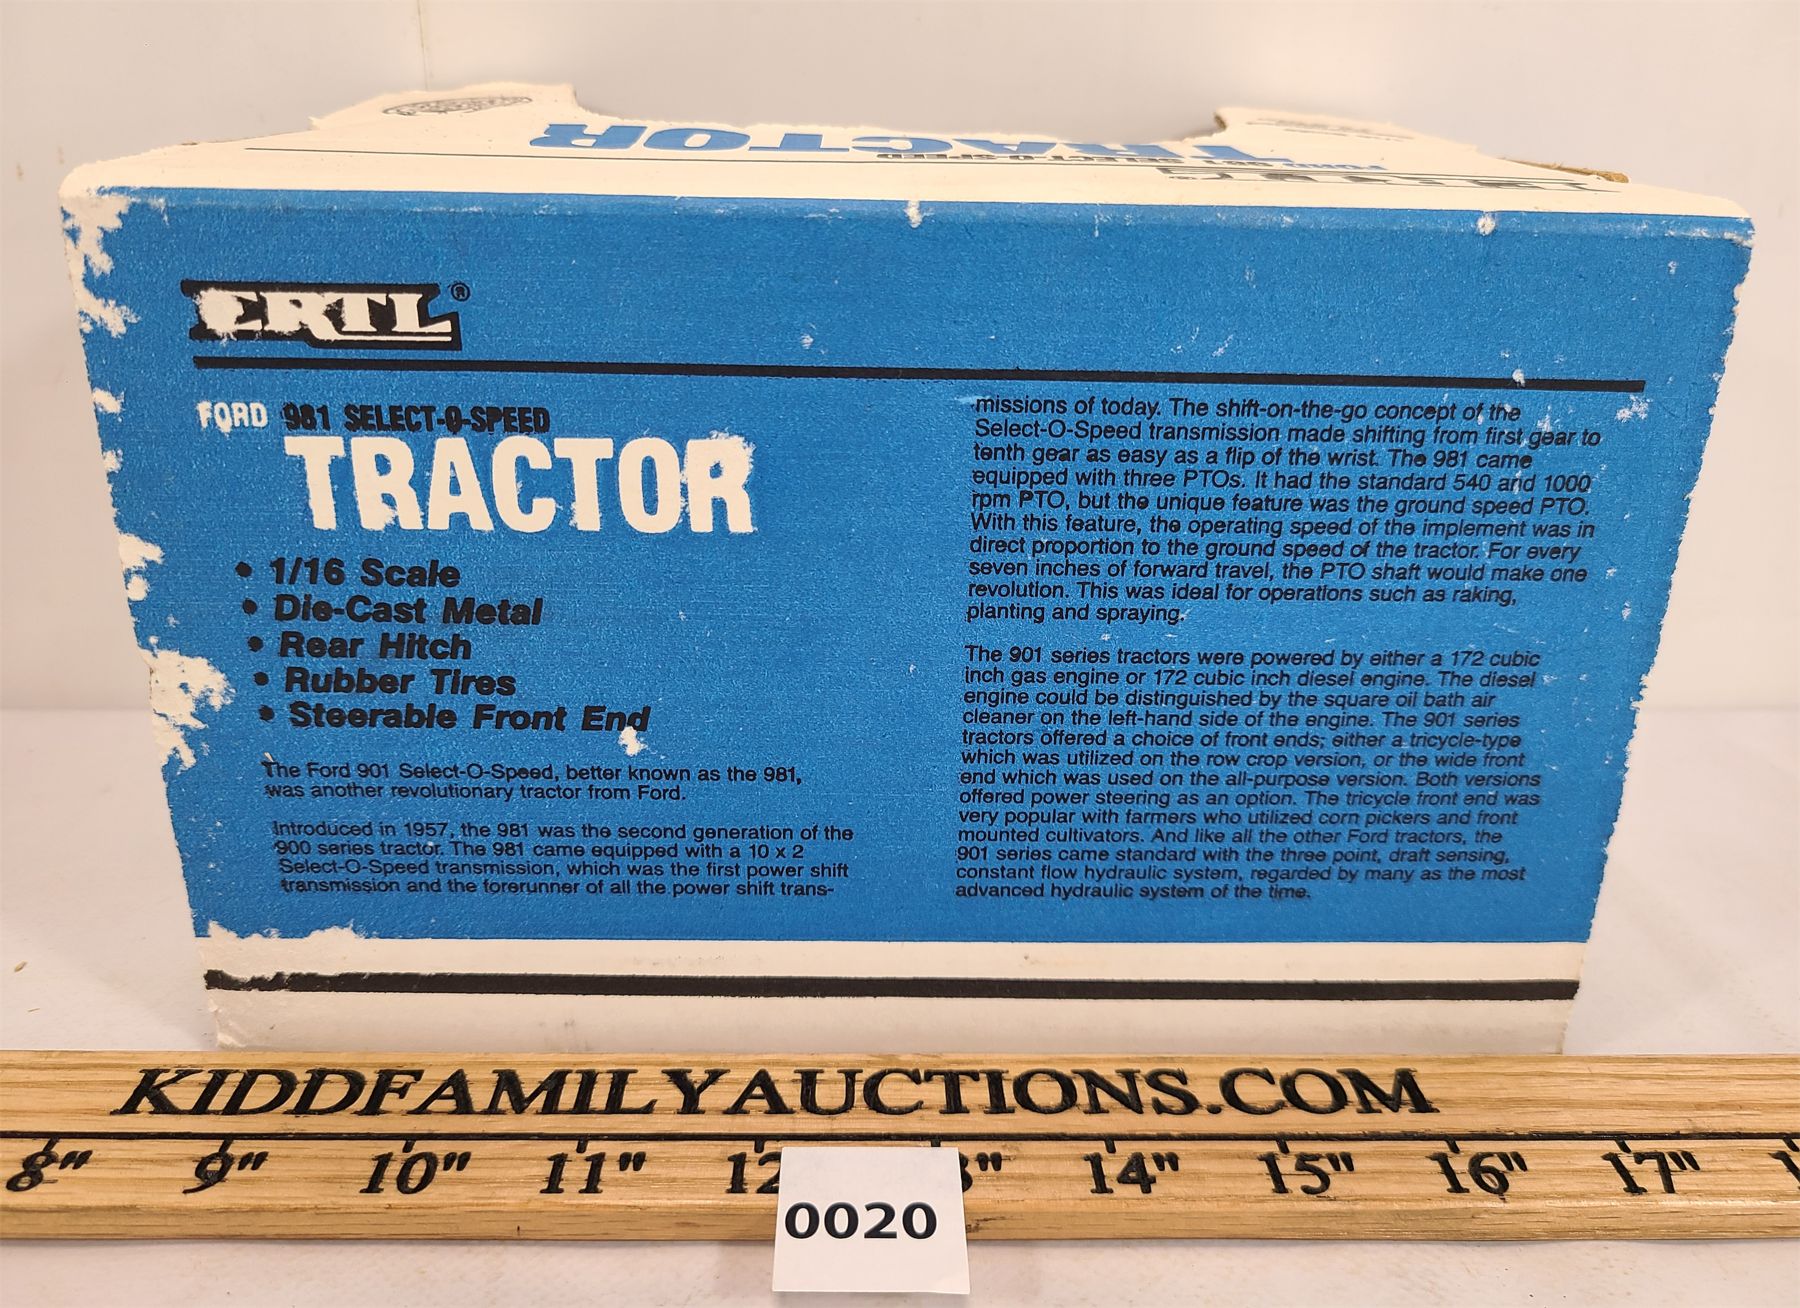 TRACTOR
FORD 981 SELECT-O-SPEED
ERTL®
FORD 981 SELECT-O-SPEED
TRACTOR
• 1/16 Scale
• Die-Cast Metal
• Rear Hitch
• Rubber Tires
• Steerable Front End
The Ford 901 Select-O-Speed, better known as the 981,
was another revolutionary tractor from Ford.
Introduced in 1957, the 981 was the second generation of the
900 series tractor. The 981 came equipped with a 10 x 2
Select-O-Speed transmission, which was the first power shift
transmission and the forerunner of all the power shift trans-
missions of today. The shift-on-the-go concept of the
Select-O-Speed transmission made shifting from first gear to
tenth gear as easy as a flip of the wrist. The 981 came
equipped with three PTOs. It had the standard 540 and 1000
rpm PTO, but the unique feature was the ground speed PTO.
With this feature, the operating speed of the implement was in
direct proportion to the ground speed of the tractor. For every
seven inches of forward travel, the PTO shaft would make one
revolution. This was ideal for operations such as raking,
planting and spraying.
The 901 series tractors were powered by either a 172 cubic
inch gas engine or 172 cubic inch diesel engine. The diesel
engine could be distinguished by the square oil bath air
cleaner on the left-hand side of the engine. The 901 series
tractors offered a choice of front ends; either a tricycle-type
which was utilized on the row crop version, or the wide front
end which was used on the all-purpose version. Both versions
offered power steering as an option. The tricycle front end was
very popular with farmers who utilized corn pickers and front
mounted cultivators. And like all the other Ford tractors, the
901 series came standard with the three point, draft sensing,
constant flow hydraulic system, regarded by many as the most
advanced hydraulic system of the time.
KIDDFAMILYAUCTIONS.COM
8" 9" 10" 11" 12 3" 14" 15" 16" 17" 1
0020